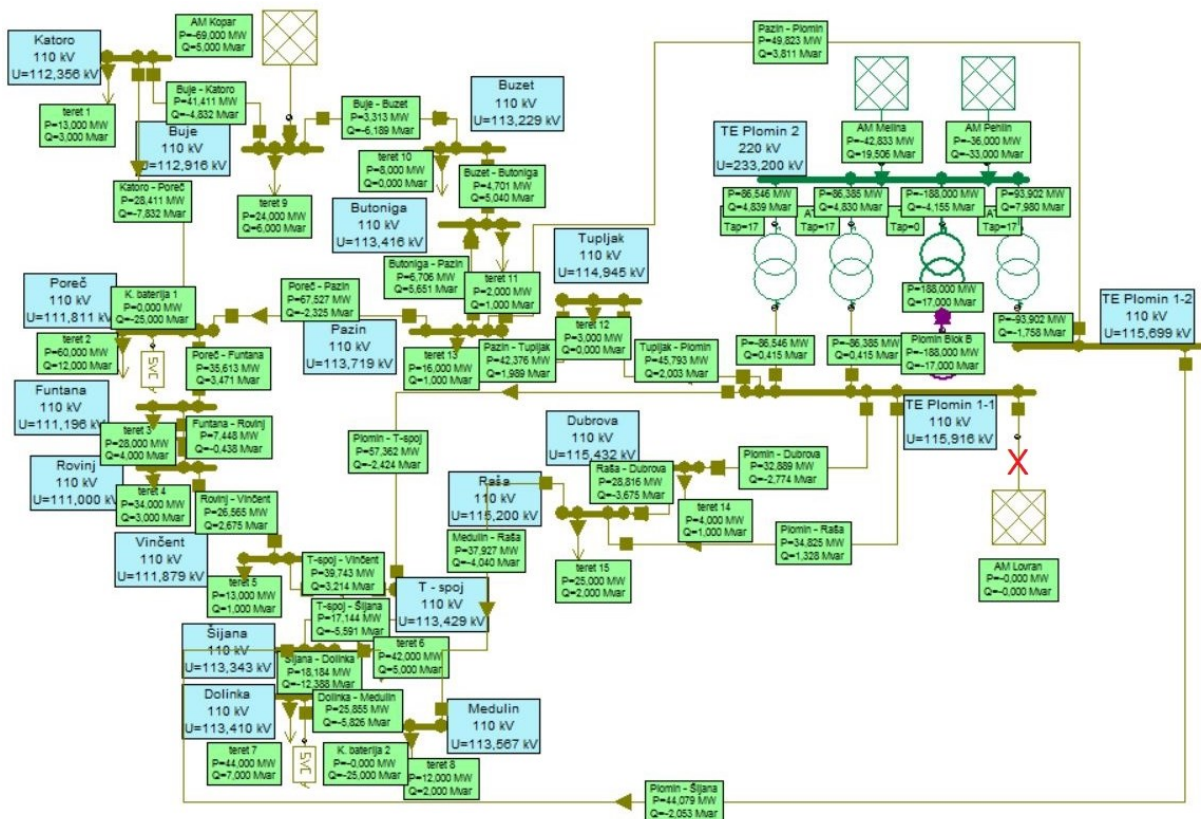 AM Kopar
P=-69,000 MW
Q=5,000 Mvar
Katoro
110 kV
U=112,356 kV
teret 1
P=13,000 MW
Q=3,000 Mvar
Buje - Katoro
P=41,411 MW
Q=-4,832 Mvar
Buje
110 kV
U=112,916 kV
Buje - Buzet
P=3,313 MW
Q=-6,189 Mvar
Buzet
110 kV
U=113,229 kV
Pazin - Plomin
P=49,823 MW
Q=3,811 Mvar
teret 10
P=8,000 MW
Q=0,000 Mvar
Buzet - Butoniga
P=4,701 MW
Q=5,040 Mvar
Katoro - Poreč
P=28,411 MW
Q=-7,832 Mvar
teret 9
P=24,000 MW
Q=6,000 Mvar
Butoniga
110 kV
U=113,416 kV
TE Plomin 2
220 kV
U=233,200 kV
AM Melina
P=-42,833 MW
Q=19,506 Mvar
AM Pehlin
P=-36,000 MW
Q=-33,000 Mvar
P=86,546 MW
Q=4,839 Mvar
P=86,385 MW
Q=4,830 Mvar
P=-188,000 MW
Q=-4,155 Mvar
P=93,902 MW
Q=7,980 Mvar
Tap=17
Tap=17
Tap=0
Tap=17
Butoniga - Pazin
P=6,706 MW
Q=5,651 Mvar
teret 11
P=2,000 MW
Q=1,000 Mvar
Tupljak
110 kV
U=114,945 kV
Poreč
110 kV
U=111,811 kV
K. baterija 1
P=0,000 MW
Q=-25,000 Mvar
Poreč - Pazin
P=67,527 MW
Q=-2,325 Mvar
Pazin
110 kV
U=113,719 kV
teret 12
P=3,000 MW
Q=0,000 Mvar
P=188,000 MW
Q=17,000 Mvar
TE Plomin 1-2
110 kV
U=115,699 kV
teret 2
P=60,000 MW
Q=12,000 Mvar
SVC
Poreč - Funtana
P=35,613 MW
Q=3,471 Mvar
teret 13
P=16,000 MW
Q=1,000 Mvar
Pazin - Tupljak
P=42,376 MW
Q=1,989 Mvar
Tupljak - Plomin
P=45,793 MW
Q=2,003 Mvar
P=-86,546 MW
Q=0,415 Mvar
P=-86,385 MW
Q=0,415 Mvar
Plomin Blok B
P=-188,000 MW
Q=-17,000 Mvar
P=-93,902 MW
Q=-1,758 Mvar
Funtana
110 kV
U=111,196 kV
teret 3
P=28,000 MW
Q=4,000 Mvar
Funtana - Rovinj
P=7,448 MW
Q=-0,438 Mvar
Plomin - T-spoj
P=57,362 MW
Q=-2,424 Mvar
Dubrova
110 kV
U=115,432 kV
TE Plomin 1-1
110 kV
U=115,916 kV
Rovinj
110 kV
U=111,000 kV
teret 4
P=34,000 MW
Q=3,000 Mvar
Rovinj - Vinčent
P=26,565 MW
Q=2,675 Mvar
Raša
110 kV
U=115,200 kV
Raša - Dubrova
P=28,816 MW
Q=-3,675 Mvar
Plomin - Dubrova
P=32,889 MW
Q=-2,774 Mvar
X
teret 14
P=4,000 MW
Q=1,000 Mvar
Vinčent
110 kV
U=111,879 kV
Medulin - Raša
P=37,927 MW
Q=-4,040 Mvar
Plomin - Raša
P=34,825 MW
Q=1,328 Mvar
teret 5
P=13,000 MW
Q=1,000 Mvar
T-spoj - Vinčent
P=39,743 MW
Q=3,214 Mvar
T - spoj
110 kV
U=113,429 kV
teret 15
P=25,000 MW
Q=2,000 Mvar
AM Lovran
P=-0,000 MW
Q=-0,000 Mvar
T-spoj - Šijana
P=17,144 MW
Q=-5,591 Mvar
Šijana
110 kV
U=113,343 kV
teret 6
P=42,000 MW
Q=5,000 Mvar
Šijana - Dolinka
P=18,184 MW
Q=-12,388 Mvar
Dolinka
110 kV
U=113,410 kV
Dolinka - Medulin
P=25,855 MW
Q=-5,826 Mvar
Medulin
110 kV
U=113,567 kV
teret 7
P=44,000 MW
Q=7,000 Mvar
SVC
K. baterija 2
P=-0,000 MW
Q=-25,000 Mvar
teret 8
P=12,000 MW
Q=2,000 Mvar
Plomin - Šijana
P=44,079 MW
Q=-2,053 Mvar